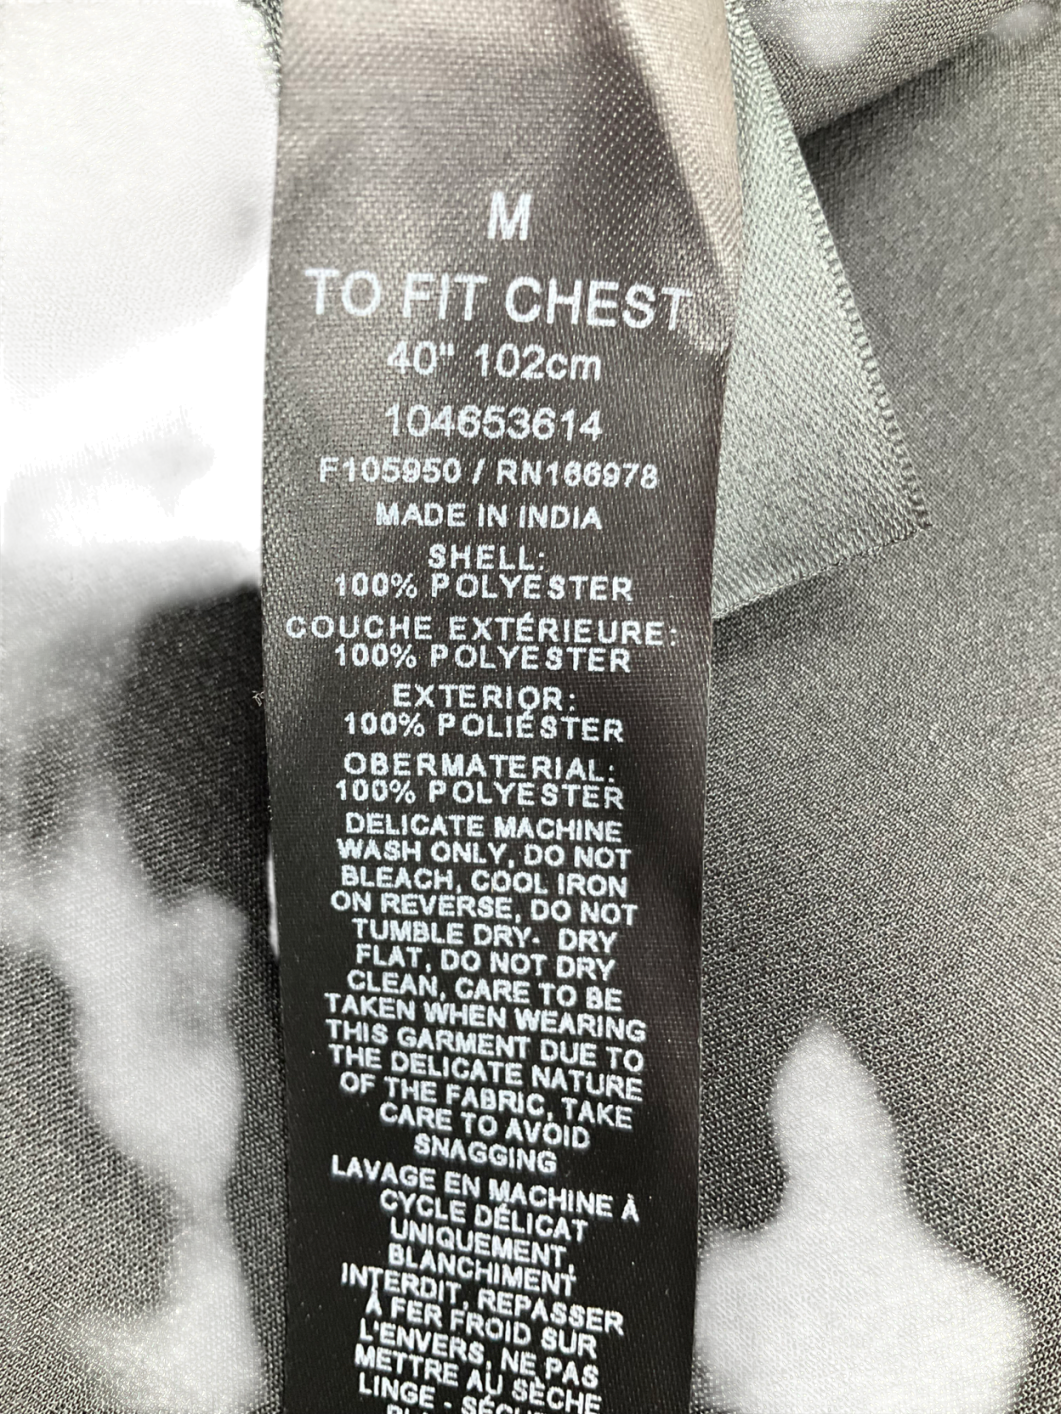 M
TO FIT CHEST
40" 102cm
104653614
F105950 / RN166978
MADE IN INDIA
SHELL:
100% POLYESTER
COUCHE EXTÉRIEURE:
100% POLYESTER
EXTERIOR:
100% POLIÉSTER
OBERMATERIAL:
100% POLYESTER
DELICATE MACHINE
WASH ONLY, DO NOT
BLEACH, COOL IRON
ON REVERSE, DO NOT
TUMBLE DRY- DRY
FLAT, DO NOT DRY
CLEAN, CARE TO BE
TAKEN WHEN WEARING
THIS GARMENT DUE TO
THE DELICATE NATURE
OF THE FABRIC, TAKE
CARE TO AVOID
SNAGGING
LAVAGE EN MACHINE À
CYCLE DÉLICAT
UNIQUEMENT,
BLANCHIMENT
INTERDIT, REPASSER
À FER FROID SUR
L'ENVERS, NE PAS
METTRE AU SÈCHE
LINGE -